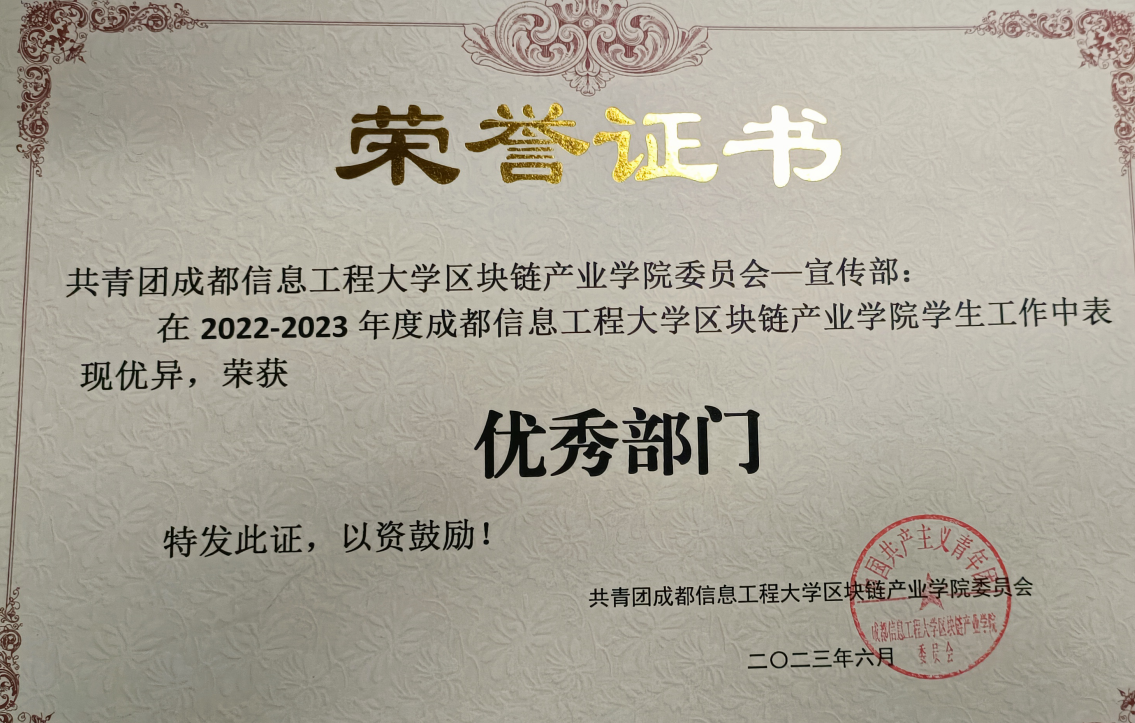 荣誉证书
共青团成都信息工程大学区块链产业学院委员会—宣传部：
在 2022-2023 年度成都信息工程大学区块链产业学院学生工作中表
现优异，荣获
优秀部门
特发此证，以资鼓励！
共青团成都信息工程大学区块链产业学院委员会
二〇二三年六月
中国共产主义青年团
成都信息工程大学区块链产业学院
委员会